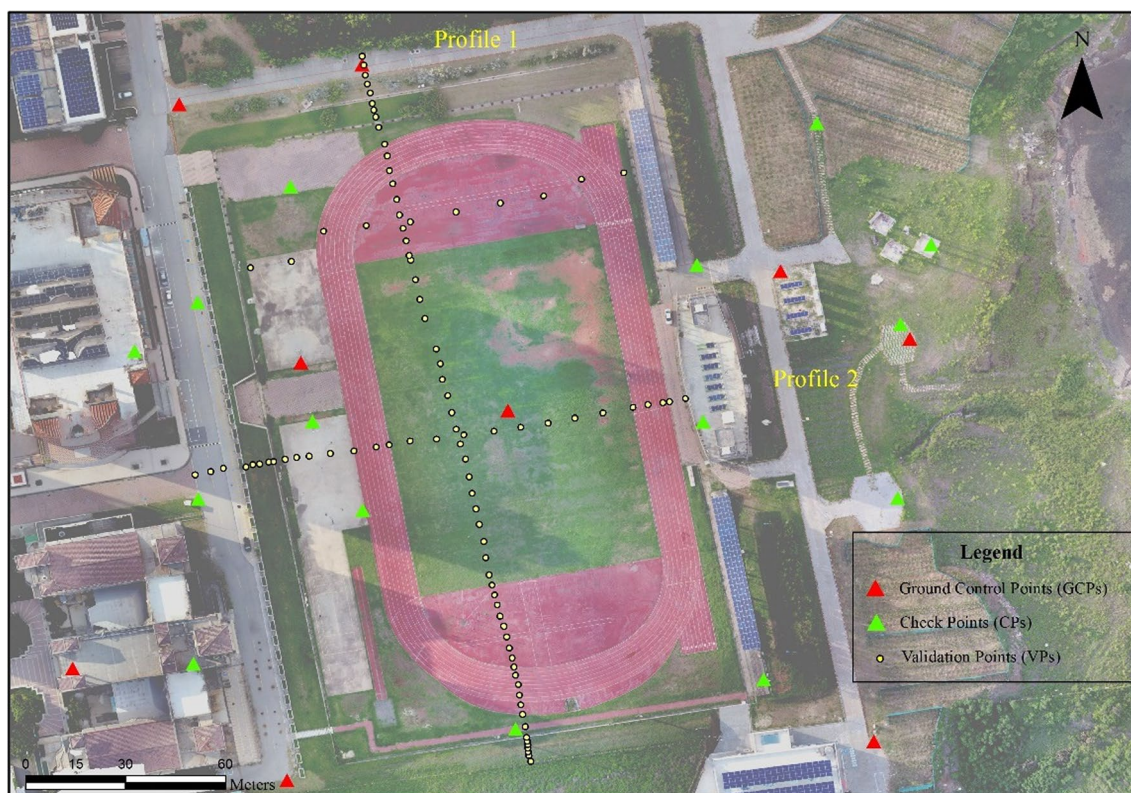 Profile 1
N
Profile 2
Legend
Ground Control Points (GCPs)
Check Points (CPs)
Validation Points (VPs)
0 15 30 60
Meters